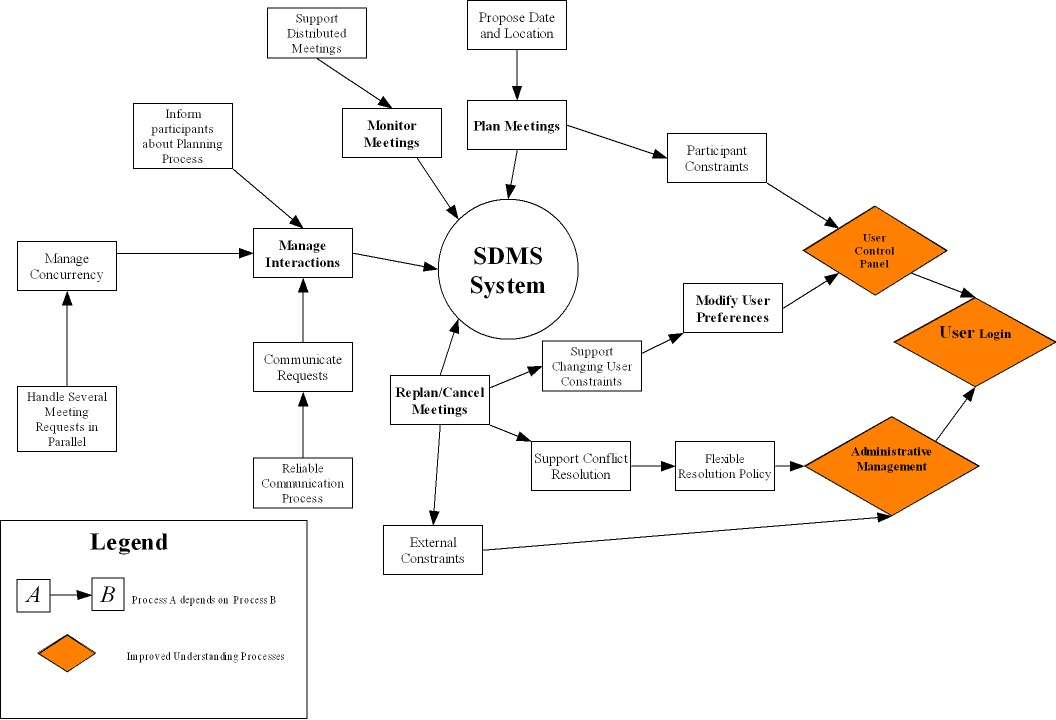 Support
Distributed
Meetings
Propose Date
and Location
Inform
participants
about Planning
Process
Monitor
Meetings
Plan Meetings
Participant
Constraints
Manage
Concurrency
Manage
Interactions
SDMS
System
User
Control
Panel
Modify User
Preferences
User Login
Communicate
Requests
Support
Changing User
Constraints
Replan/Cancel
Meetings
Handle Several
Meeting
Requests in
Parallel
Reliable
Communication
Process
Support Conflict
Resolution
Flexible
Resolution Policy
Administrative
Management
External
Constraints
Legend
A
B
Process A depends on Process B
Improved Understanding Processes